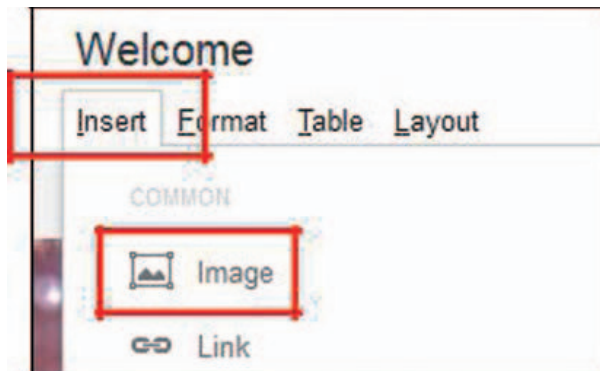 Welcome
Insert Format Table Layout
COMMON
Image
Link